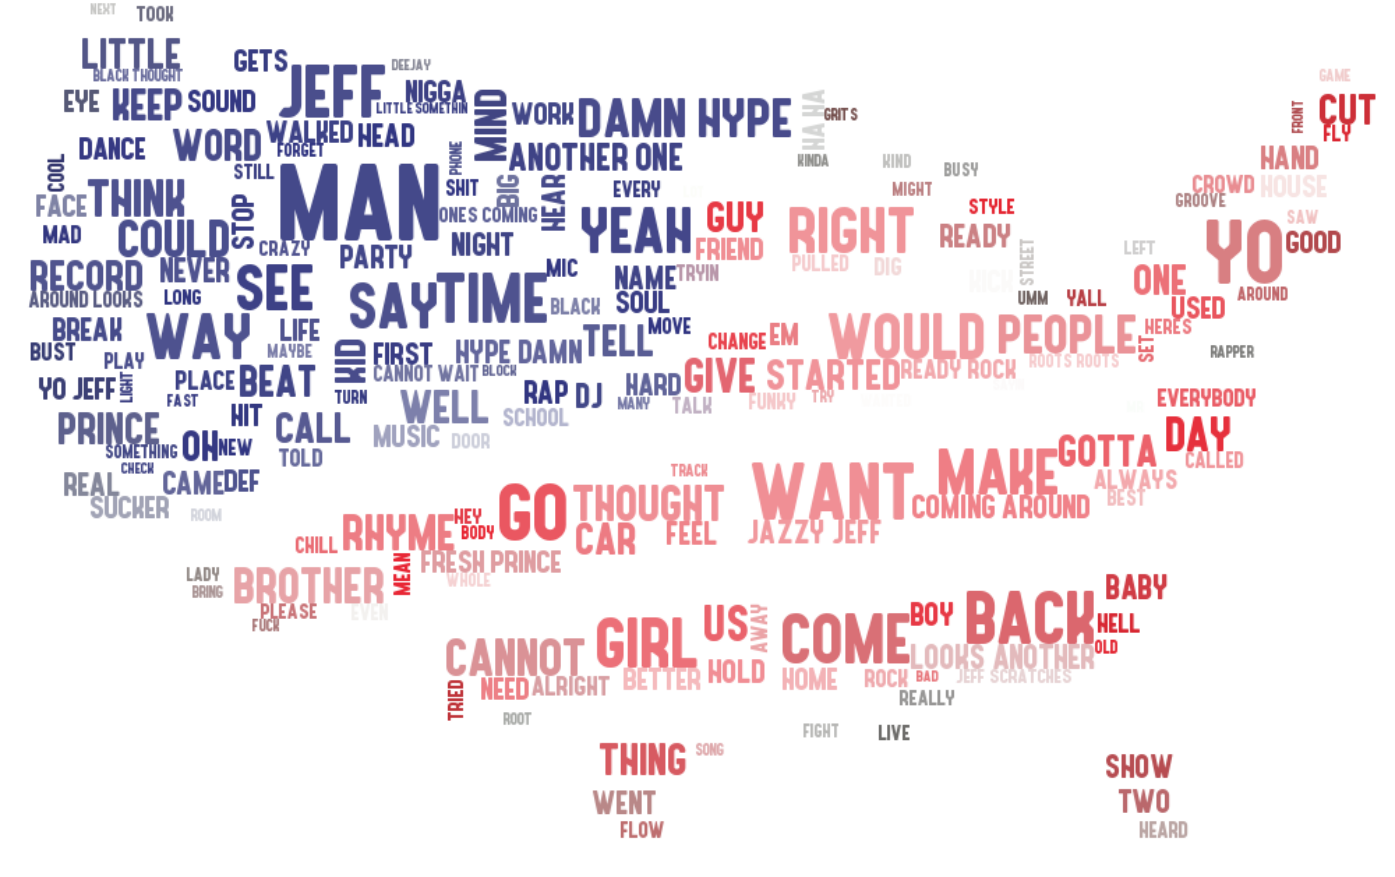 NEXT
TOOK
LITTLE
BLACK THOUGHT
GETS
JEFF
DEEJAY
NIGGA
LITTLE SOMETHIN
EYE
KEEP
SOUND
MIND
WORK
DAMN HYPE
HA HA
GRITS
GAME
FRONT
CUT
FLY
DANCE
WORD
WALKED
HEAD
FORGET
PHONE
ANOTHER ONE
KINDA
KIND
BUSY
HAND
COOL
STILL
MAN
SHIT
BIG
HEAR
EVERY
MIGHT
CROWD
HOUSE
FACE
THINK
STOP
ONES COMING
YEAH
GUY
RIGHT
STYLE
GROOVE
SAW
MAD
COULD
CRAZY
PARTY
NIGHT
FRIEND
READY
STREET
LEFT
YO
GOOD
RECORD
NEVER
SEE
MIC
NAME
TRYIN
PULLED
DIG
KICK
ONE
AROUND
AROUND LOOKS
LONG
SAY
TIME
BLACK
SOUL
UMM
YALL
USED
BREAK
WAY
LIFE
MOVE
CHANGE
EM
WOULD
PEOPLE
SET
HERES
BUST
PLAY
MAYBE
KID
FIRST
HYPE DAMN
TELL
ROOTS ROOTS
RAPPER
YO JEFF
LIGHT
PLACE
BEAT
CANNOT WAIT
BLOCK
HARD
GIVE
STARTED
READY ROCK
FAST
TURN
RAP
DJ
MANY
TALK
FUNKY
TRY
EVERYBODY
PRINCE
HIT
CALL
WELL
SCHOOL
DAY
SOMETHING
OH
NEW
TOLD
MUSIC
DOOR
GOTTA
CALLED
CHECK
TRACK
WANT
MAKE
ALWAYS
REAL
CAME
DEF
BEST
SUCKER
ROOM
GO
THOUGHT
COMING AROUND
CHILL
RHYME
HEY
BODY
CAR
FEEL
JAZZY JEFF
LADY
BRING
BROTHER
MEAN
FRESH PRINCE
WHOLE
BABY
PLEASE
FUCK
EVEN
GIRL
US
AWAY
COME
BOY
BACK
HELL
OLD
CANNOT
LOOKS ANOTHER
TRIED
NEED
ALRIGHT
BETTER
HOLD
HOME
ROCK
BAD
JEFF SCRATCHES
REALLY
ROOT
FIGHT
LIVE
THING
SONG
SHOW
WENT
TWO
FLOW
HEARD